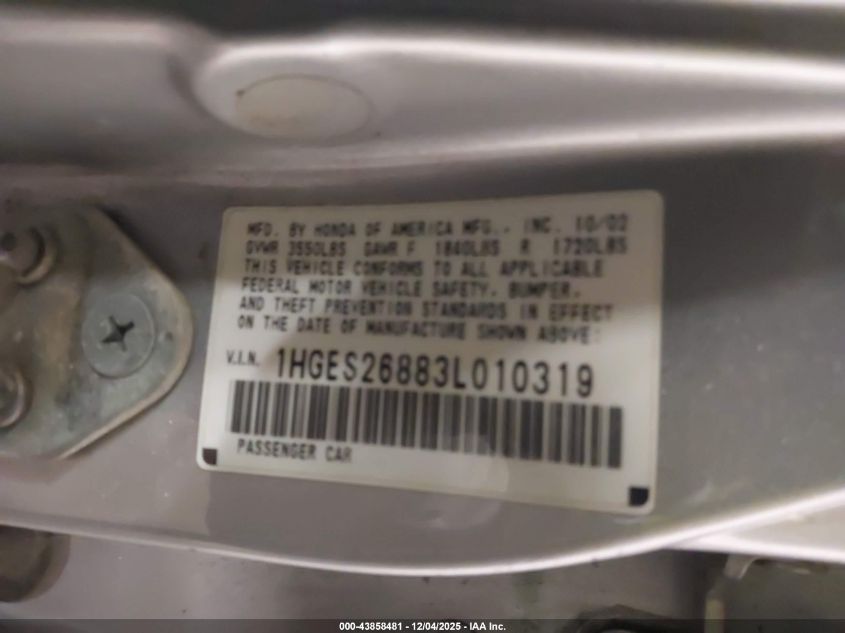 MFD. BY HONDA OF AMERICA MFG., INC. 10/02
GVWR 3550LBS GAWR F 1840LBS R 1720LBS
THIS VEHICLE CONFORMS TO ALL APPLICABLE
FEDERAL MOTOR VEHICLE SAFETY, BUMPER,
AND THEFT PREVENTION STANDARDS IN EFFECT
ON THE DATE OF MANUFACTURE SHOWN ABOVE:
V.I.N. 1HGES26883L010319
PASSENGER CAR
000-43858481 - 12/04/2025 - IAA Inc.